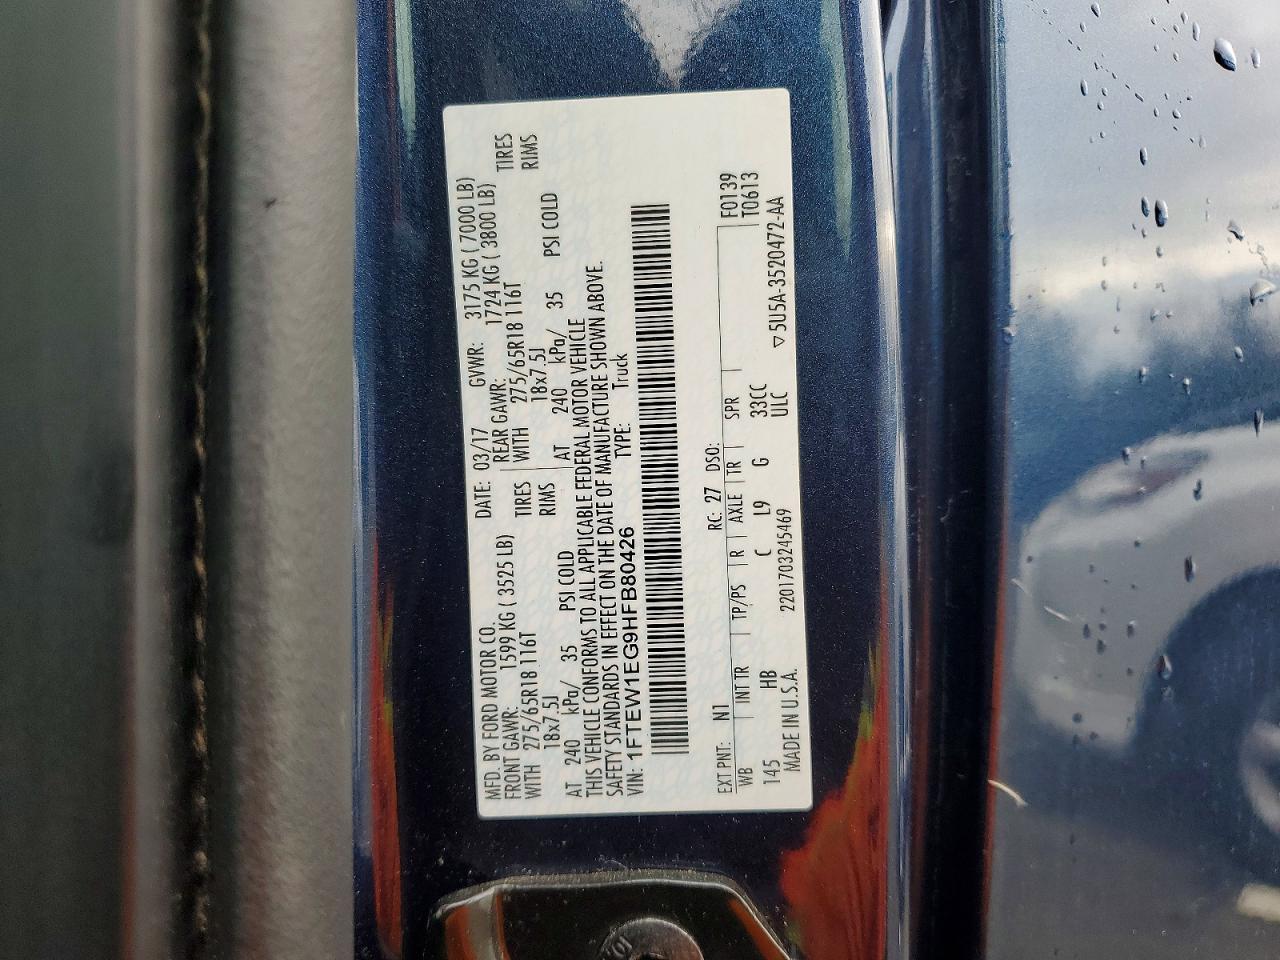 MFD. BY FORD MOTOR CO.
DATE: 03/17 GVWR: 3175 KG ( 7000 LB)
FRONT GAWR: 1599 KG ( 3525 LB)
REAR GAWR: 1724 KG ( 3800 LB)
WITH 275/65R18 116T TIRES
WITH 275/65R18 116T TIRES
18x7.5J RIMS
18x7.5J RIMS
AT 240 kPa/ 35 PSI COLD
AT 240 kPa/ 35 PSI COLD
THIS VEHICLE CONFORMS TO ALL APPLICABLE FEDERAL MOTOR VEHICLE
SAFETY STANDARDS IN EFFECT ON THE DATE OF MANUFACTURE SHOWN ABOVE.
VIN: 1FTEW1EG9HFB80426 TYPE: Truck
F0139
T0613
EXT PNT: N1 RC: 27 DSO:
WB INT TR TP/PS R AXLE TR SPR
145 HB C L9 G 33CC
MADE IN U.S.A. 2201703245469 ULC ▽5U5A-3520472-AA